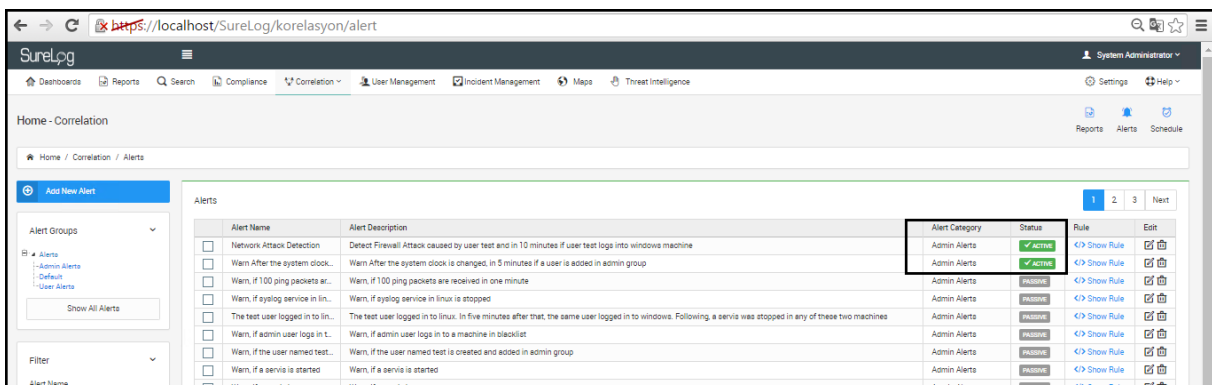 https://localhost/SureLog/korelasyon/alert
SureLog
System Administrator
Dashboards Reports Search Compliance Correlation User Management Incident Management Maps Threat Intelligence Settings Help
Home - Correlation
Reports Alerts Schedule
Home / Correlation / Alerts
Add New Alert
Alert Groups
Alerts
Admin Alerts
Default
User Alerts
Show All Alerts
Filter
Alert Name
Alerts
1 2 3 Next
Alert Name Alert Description Alert Category Status Rule Edit
Network Attack Detection Detect Firewall Attack caused by user test and in 10 minutes if user test logs into windows machine Admin Alerts ACTIVE </> Show Rule
Warn After the system clock... Warn After the system clock is changed, in 5 minutes if a user is added in admin group Admin Alerts ACTIVE </> Show Rule
Warn, if 100 ping packets ar... Warn, if 100 ping packets are received in one minute Admin Alerts PASSIVE </> Show Rule
Warn, if syslog service in lin... Warn, if syslog service in linux is stopped Admin Alerts PASSIVE </> Show Rule
The test user logged in to lin... The test user logged in to linux. In five minutes after that, the same user logged in to windows. Following, a servis was stopped in any of these two machines Admin Alerts PASSIVE </> Show Rule
Warn, if admin user logs in t... Warn, if admin user logs in to a machine in blacklist Admin Alerts PASSIVE </> Show Rule
Warn, if the user named test... Warn, if the user named test is created and added in admin group Admin Alerts PASSIVE </> Show Rule
Warn, if a servis is started Warn, if a servis is started Admin Alerts PASSIVE </> Show Rule